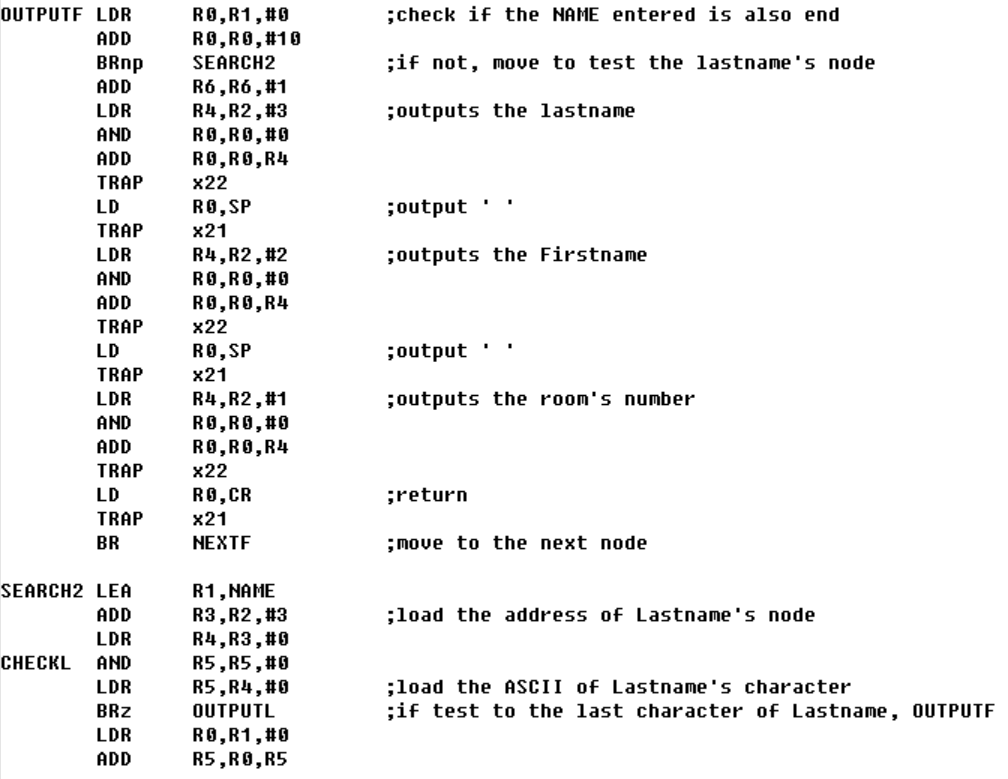 OUTPUTF LDR     R0,R1,#0        ;check if the NAME entered is also end
        ADD     R0,R0,#10
        BRnp    SEARCH2         ;if not, move to test the lastname's node
        ADD     R6,R6,#1
        LDR     R4,R2,#3        ;outputs the lastname
        AND     R0,R0,#0
        ADD     R0,R0,R4
        TRAP    x22
        LD      R0,SP           ;output ' '
        TRAP    x21
        LDR     R4,R2,#2        ;outputs the Firstname
        AND     R0,R0,#0
        ADD     R0,R0,R4
        TRAP    x22
        LD      R0,SP           ;output ' '
        TRAP    x21
        LDR     R4,R2,#1        ;outputs the room's number
        AND     R0,R0,#0
        ADD     R0,R0,R4
        TRAP    x22
        LD      R0,CR           ;return
        TRAP    x21
        BR      NEXTF           ;move to the next node
SEARCH2 LEA     R1,NAME
        ADD     R3,R2,#3        ;load the address of Lastname's node
        LDR     R4,R3,#0
CHECKL  AND     R5,R5,#0
        LDR     R5,R4,#0        ;load the ASCII of Lastname's character
        BRz     OUTPUTL         ;if test to the last character of Lastname, OUTPUTF
        LDR     R0,R1,#0
        ADD     R5,R0,R5